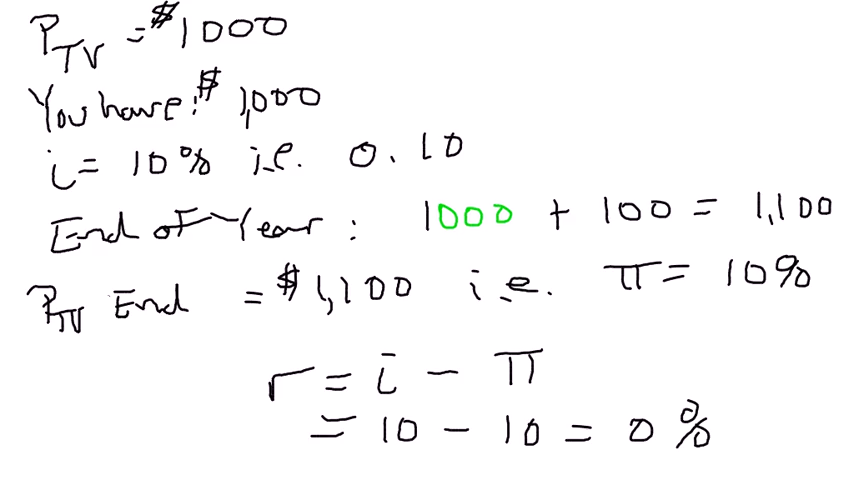 P_TV = $1000
You have: $1,000
i = 10% i.e. 0.10
End of Year: 1000 + 100 = 1,100
P_TV End = $1,100 i.e. π = 10%
r = i - π
= 10 - 10 = 0%